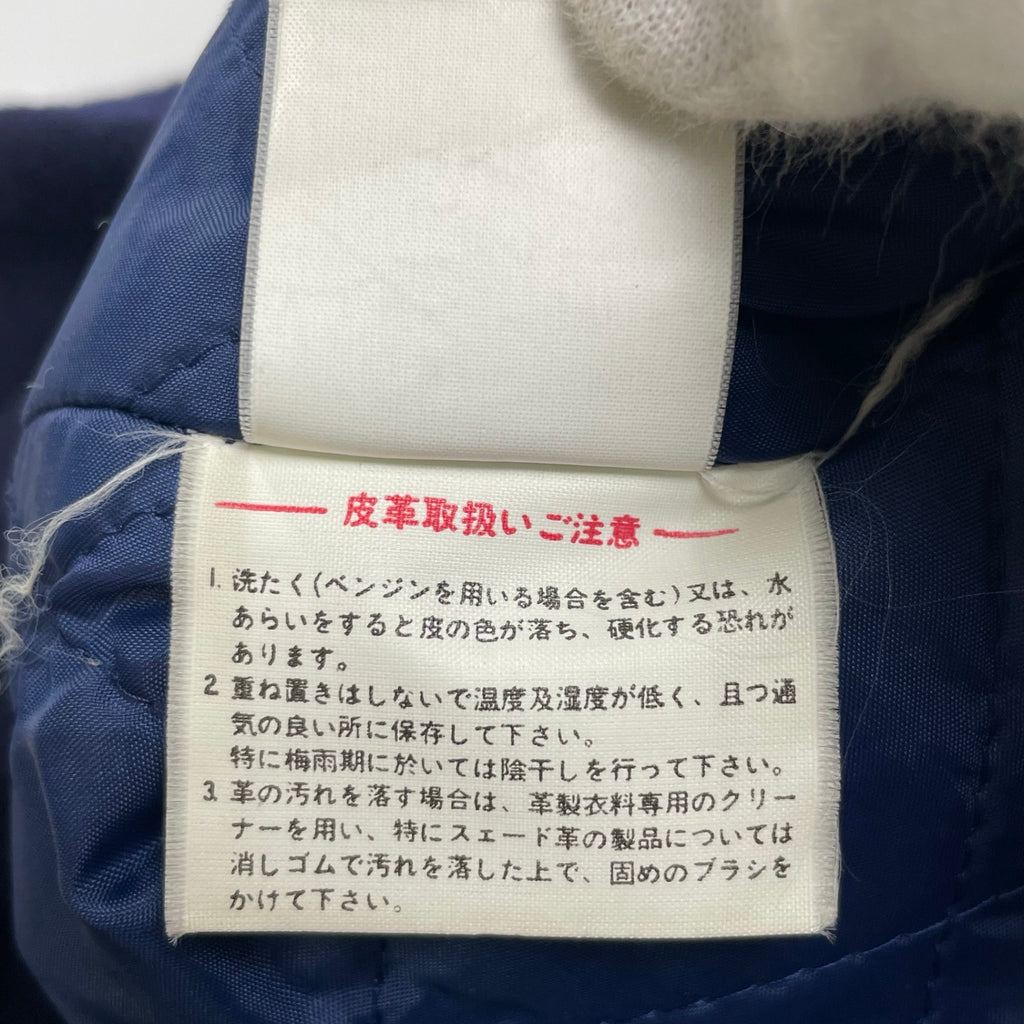 皮革取扱いご注意
1. 洗たく(ベンジンを用いる場合を含む)又は、水
あらいをすると皮の色が落ち、硬化する恐れが
あります。
2 重ね置きはしないで温度及湿度が低く、且つ通
気の良い所に保存して下さい。
特に梅雨期に於いては陰干しを行って下さい。
3. 革の汚れを落す場合は、革製衣料専用のクリー
ナーを用い、特にスェード革の製品については
消しゴムで汚れを落した上で、固めのブラシを
かけて下さい。